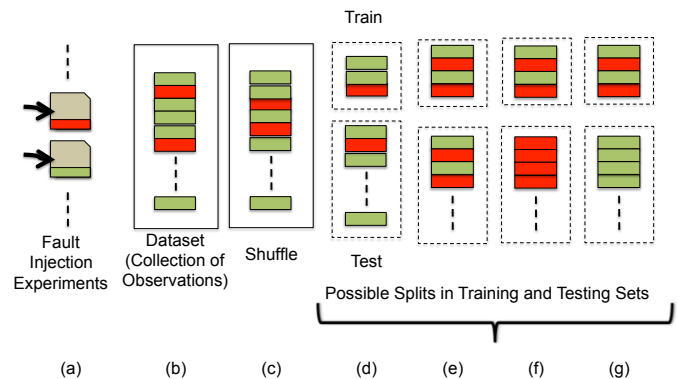 Train
Fault
Injection
Experiments
Dataset
(Collection of
Observations)
Shuffle
Test
Possible Splits in Training and Testing Sets
(a)
(b)
(c)
(d)
(e)
(f)
(g)